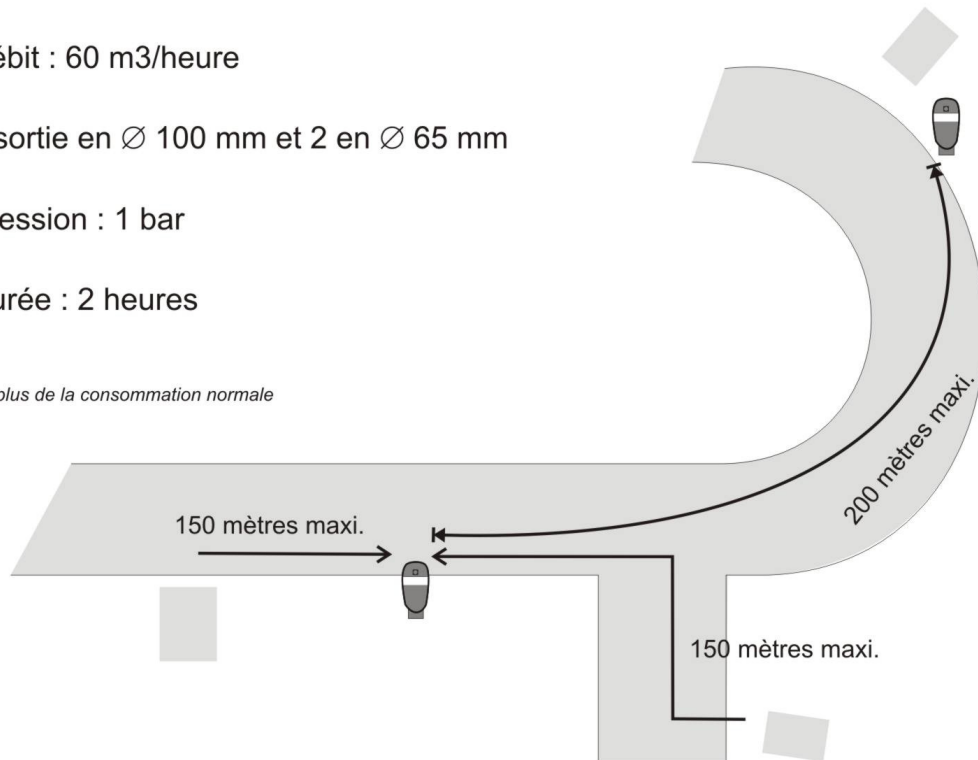 ébit : 60 m3/heure
sortie en ∅ 100 mm et 2 en ∅ 65 mm
ession : 1 bar
urée : 2 heures
plus de la consommation normale
200 mètres maxi.
150 mètres maxi.
150 mètres maxi.